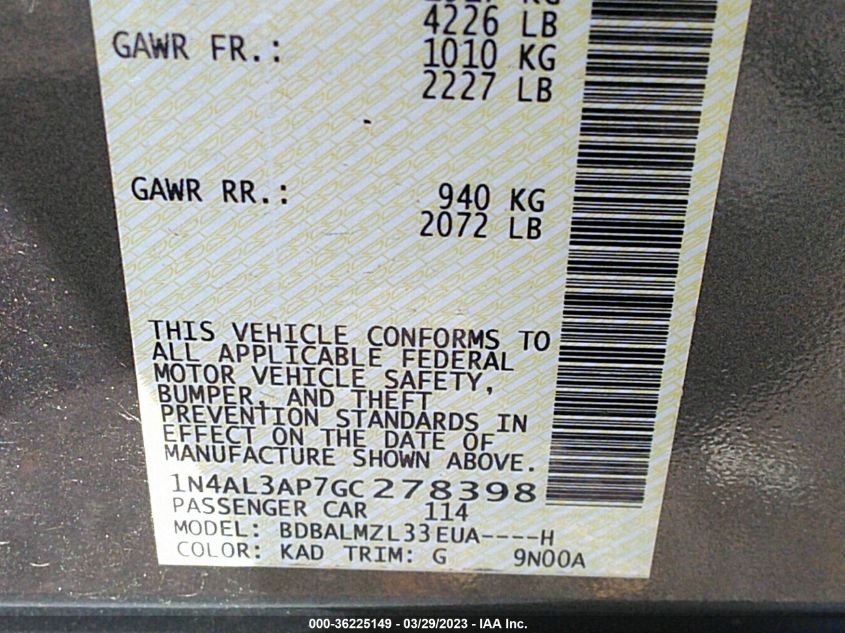 4226 LB
GAWR FR.: 1010 KG
2227 LB
GAWR RR.: 940 KG
2072 LB
THIS VEHICLE CONFORMS TO
ALL APPLICABLE FEDERAL
MOTOR VEHICLE SAFETY,
BUMPER, AND THEFT
PREVENTION STANDARDS IN
EFFECT ON THE DATE OF
MANUFACTURE SHOWN ABOVE.
1N4AL3AP7GC278398
PASSENGER CAR 114
MODEL: BDBALMZL33EUA----H
COLOR: KAD TRIM: G 9N00A
000-36225149 - 03/29/2023 - IAA Inc.